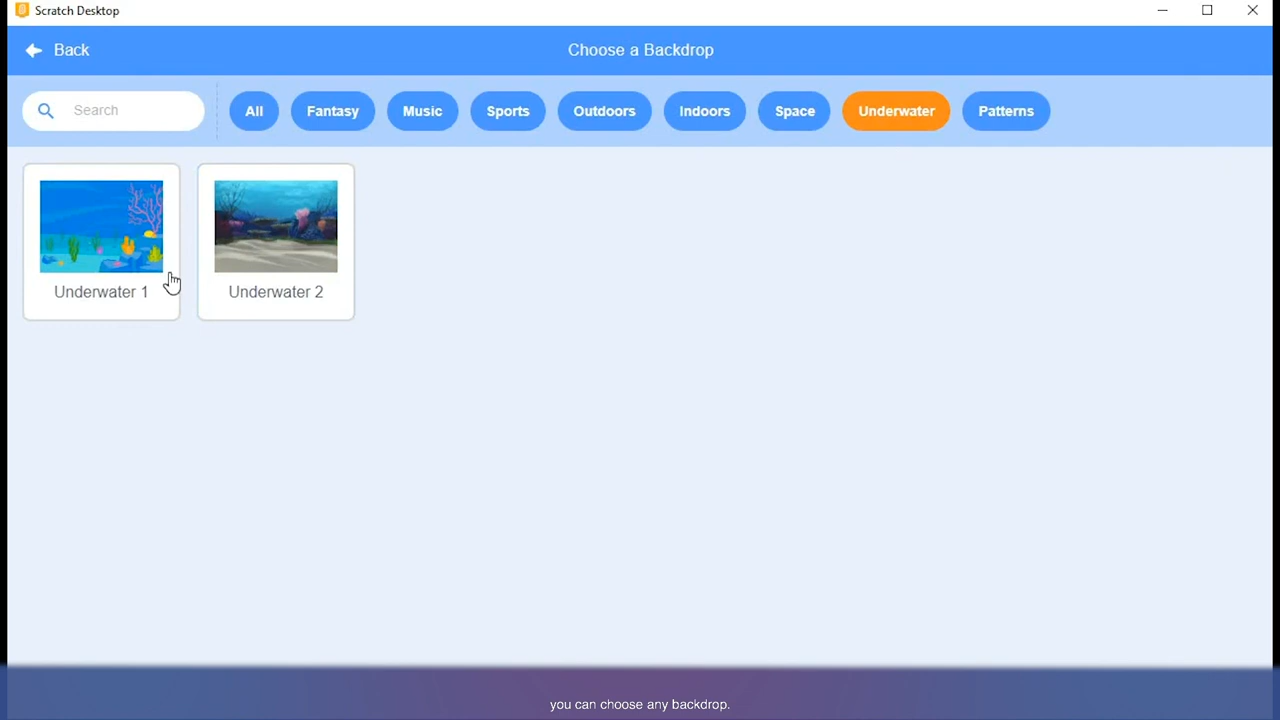 Scratch Desktop
Back
Choose a Backdrop
Search
All
Fantasy
Music
Sports
Outdoors
Indoors
Space
Underwater
Patterns
Underwater 1
Underwater 2
you can choose any backdrop.